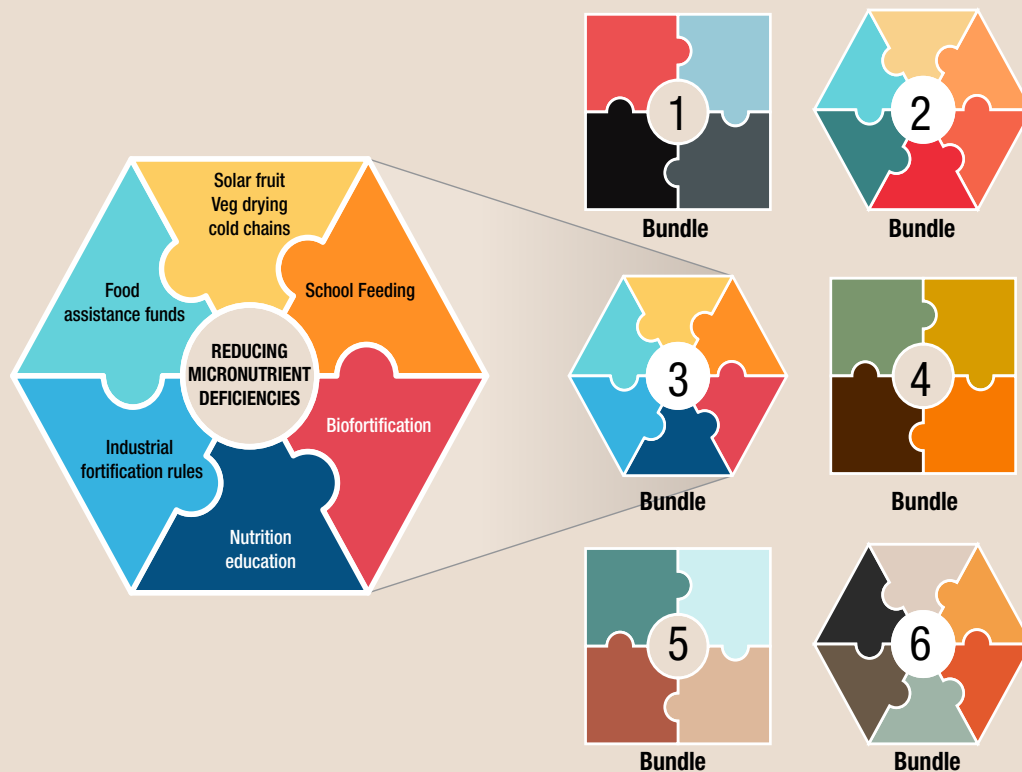 Solar fruit
Veg drying
cold chains
School Feeding
Food
assistance funds
REDUCING
MICRONUTRIENT
DEFICIENCIES
Biofortification
Industrial
fortification rules
Nutrition
education
1
Bundle
2
Bundle
3
Bundle
4
Bundle
5
Bundle
6
Bundle